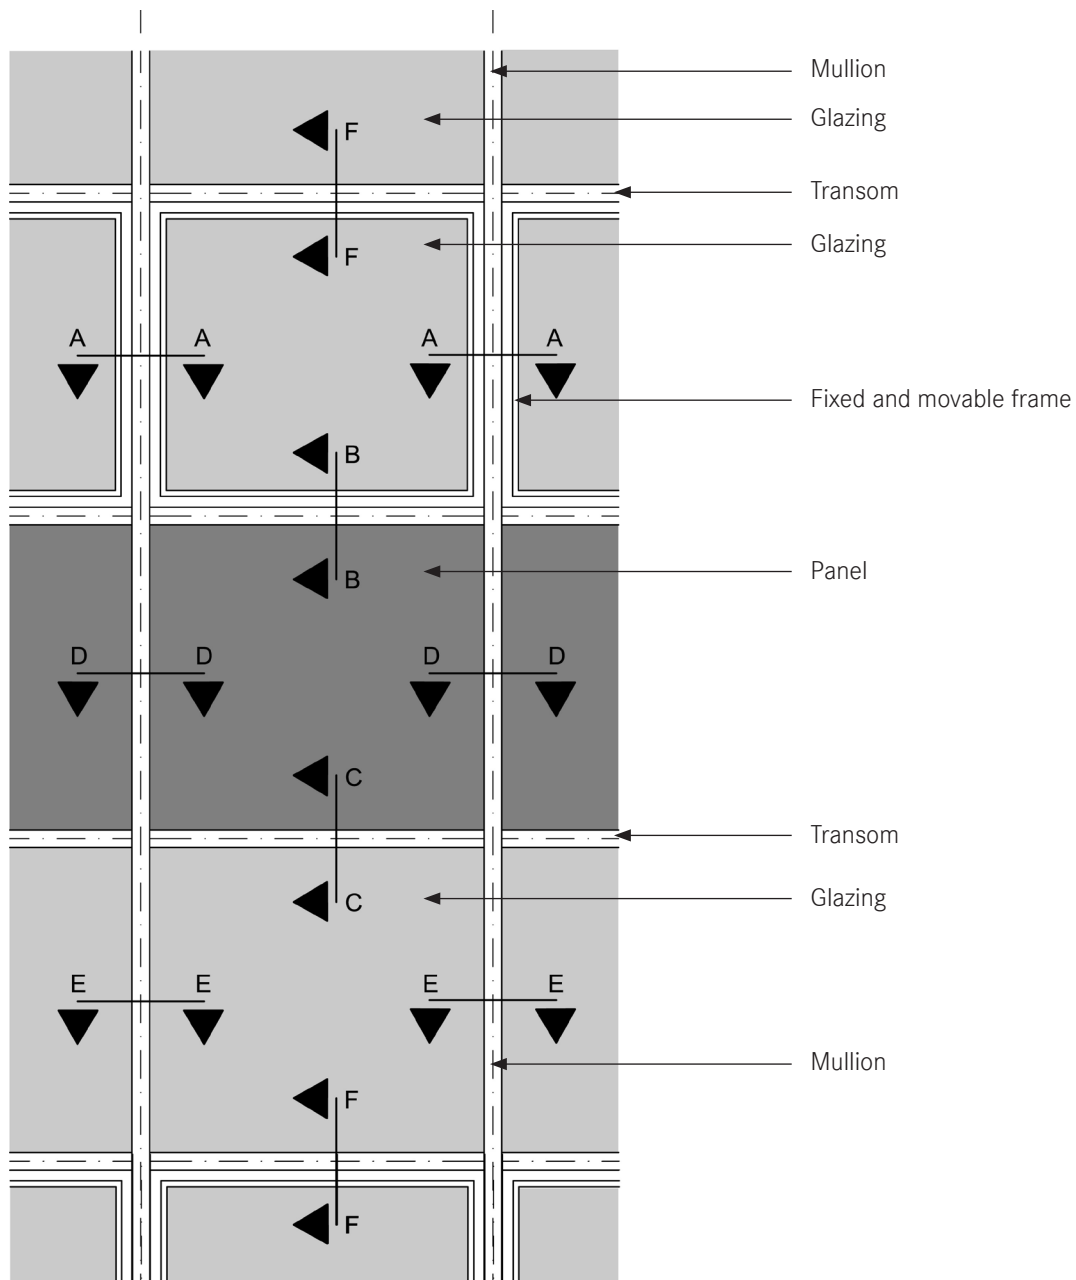 Mullion
Glazing
F
Transom
Glazing
F
A A A A
Fixed and movable frame
B
Panel
B
D D D D
C
Transom
Glazing
C
E E E E
Mullion
F
F